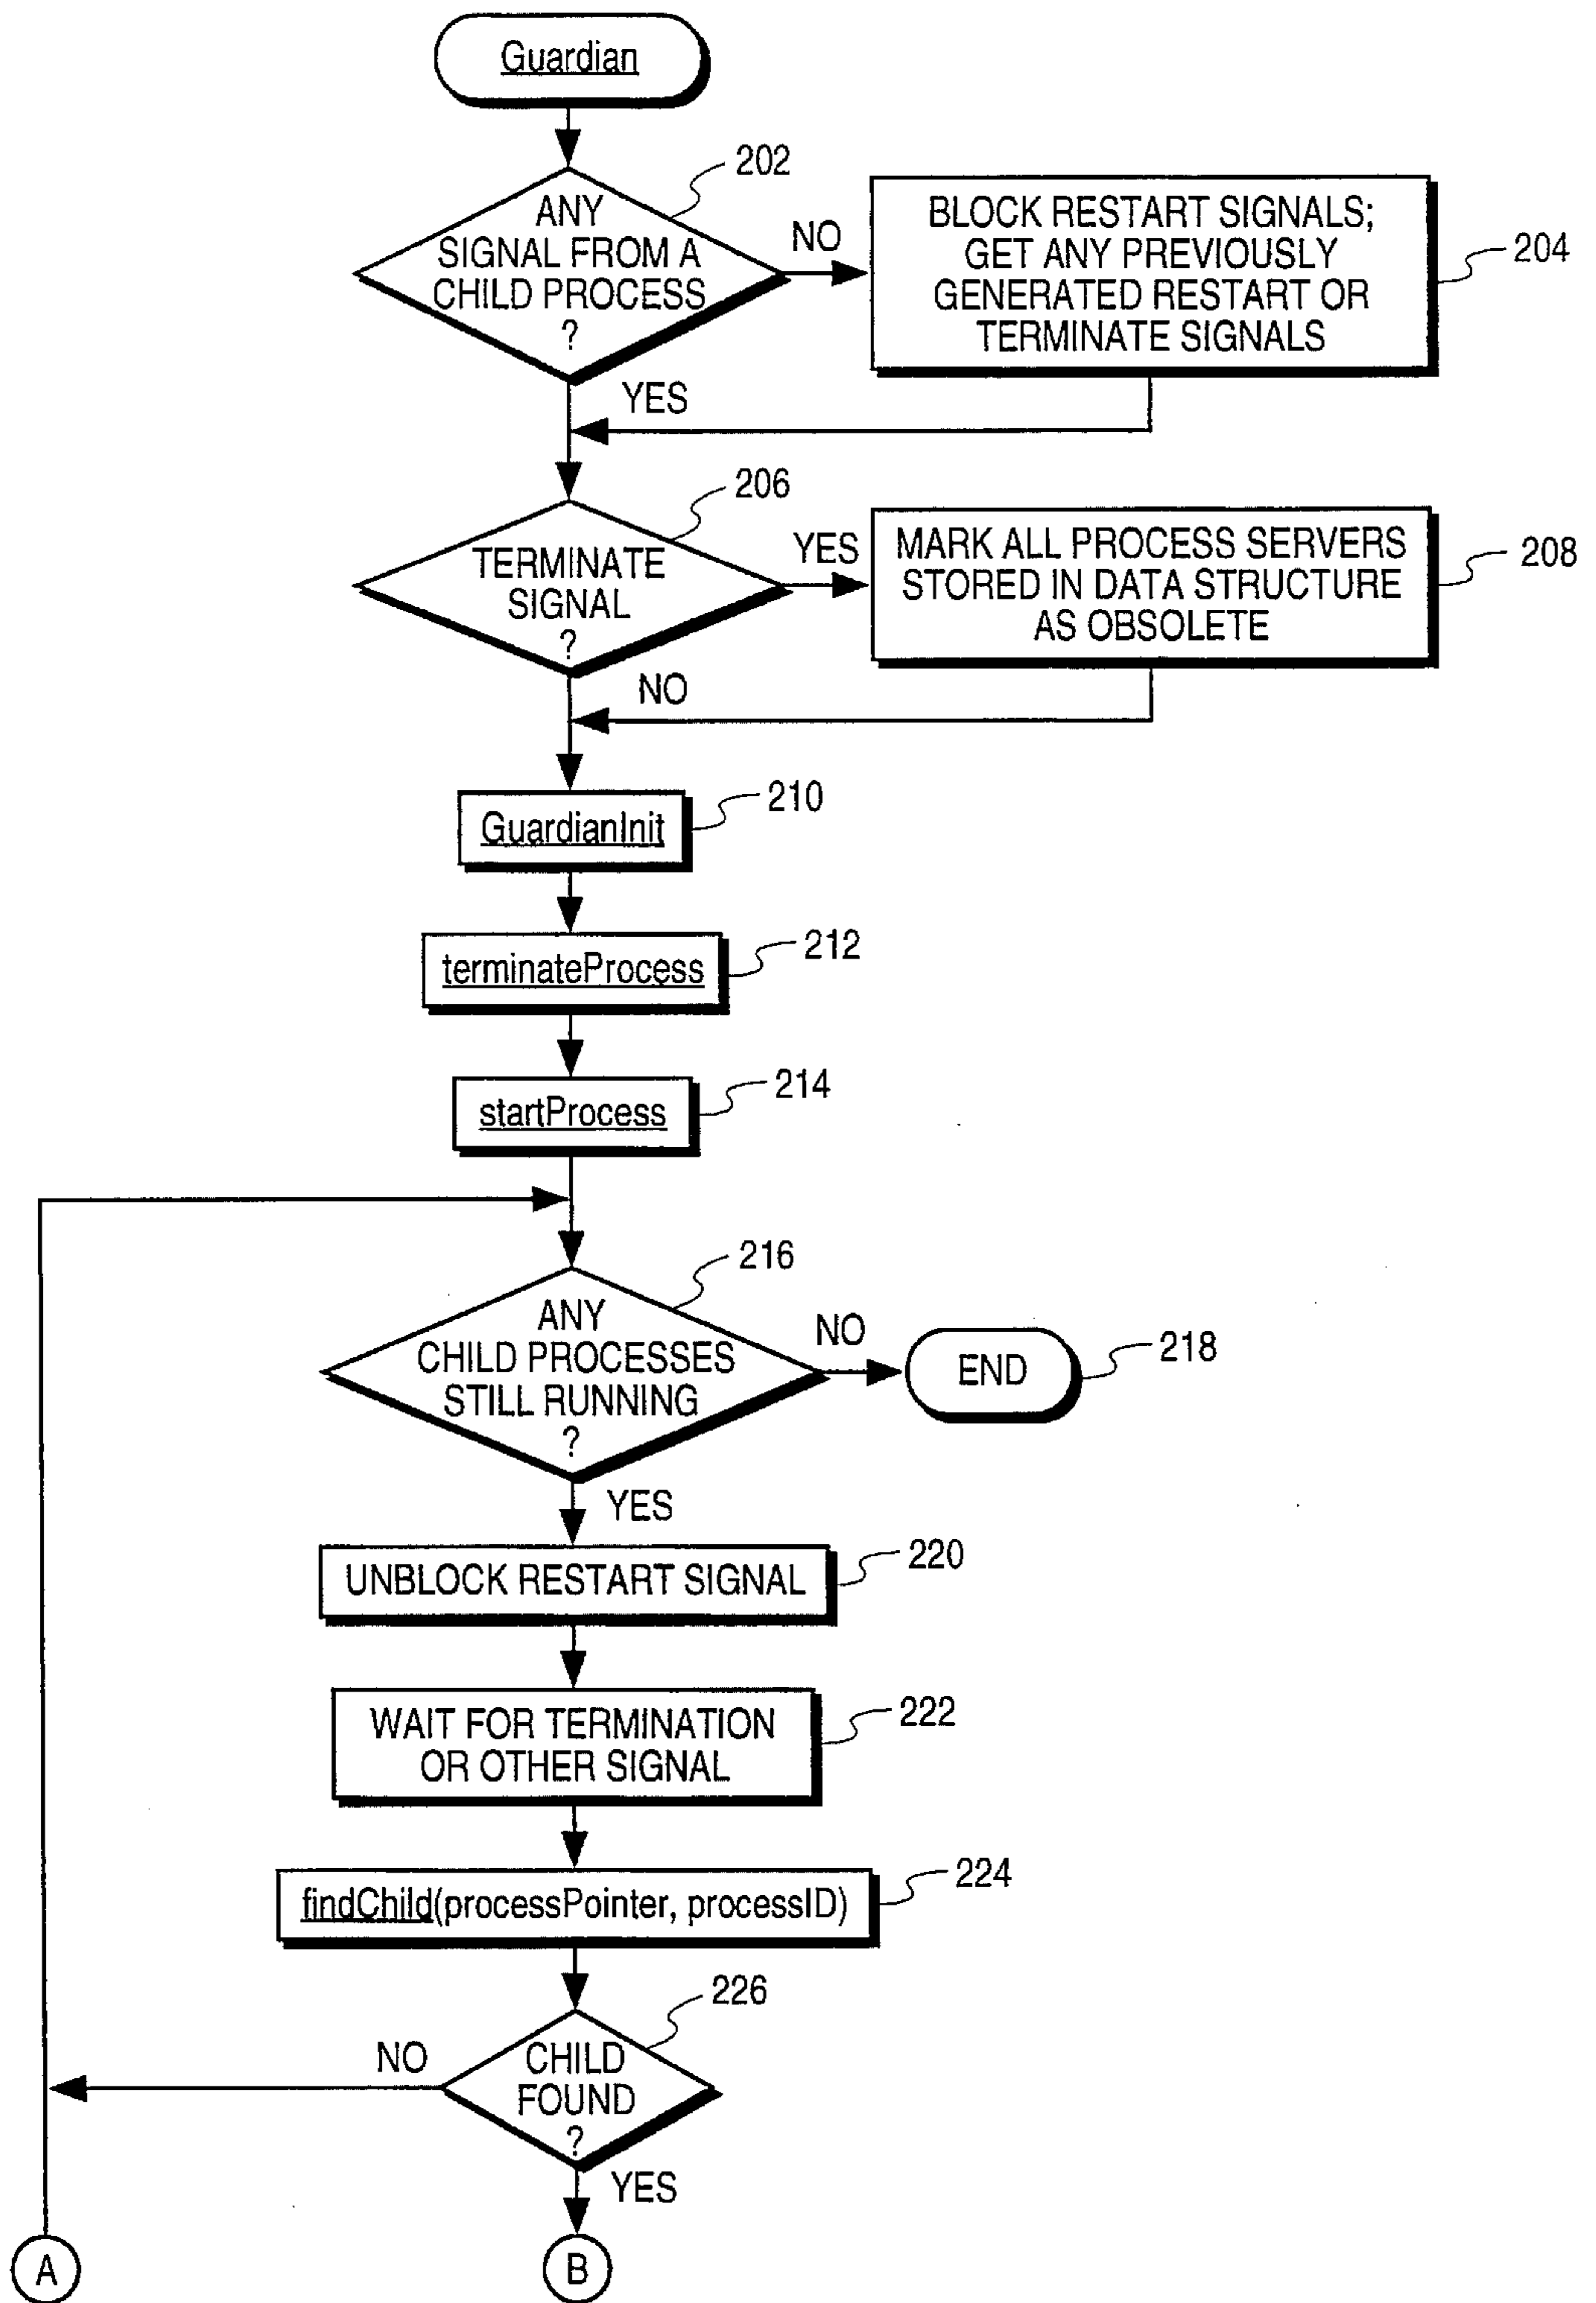 Guardian
202
ANY
SIGNAL FROM A
CHILD PROCESS
?
NO
BLOCK RESTART SIGNALS;
GET ANY PREVIOUSLY
GENERATED RESTART OR
TERMINATE SIGNALS
204
YES
206
TERMINATE
SIGNAL
?
YES
MARK ALL PROCESS SERVERS
STORED IN DATA STRUCTURE
AS OBSOLETE
208
NO
GuardianInit
210
terminateProcess
212
startProcess
214
216
ANY
CHILD PROCESSES
STILL RUNNING
?
NO
END
218
YES
UNBLOCK RESTART SIGNAL
220
WAIT FOR TERMINATION
OR OTHER SIGNAL
222
findChild(processPointer, processID)
224
226
CHILD
FOUND
?
NO
YES
A
B